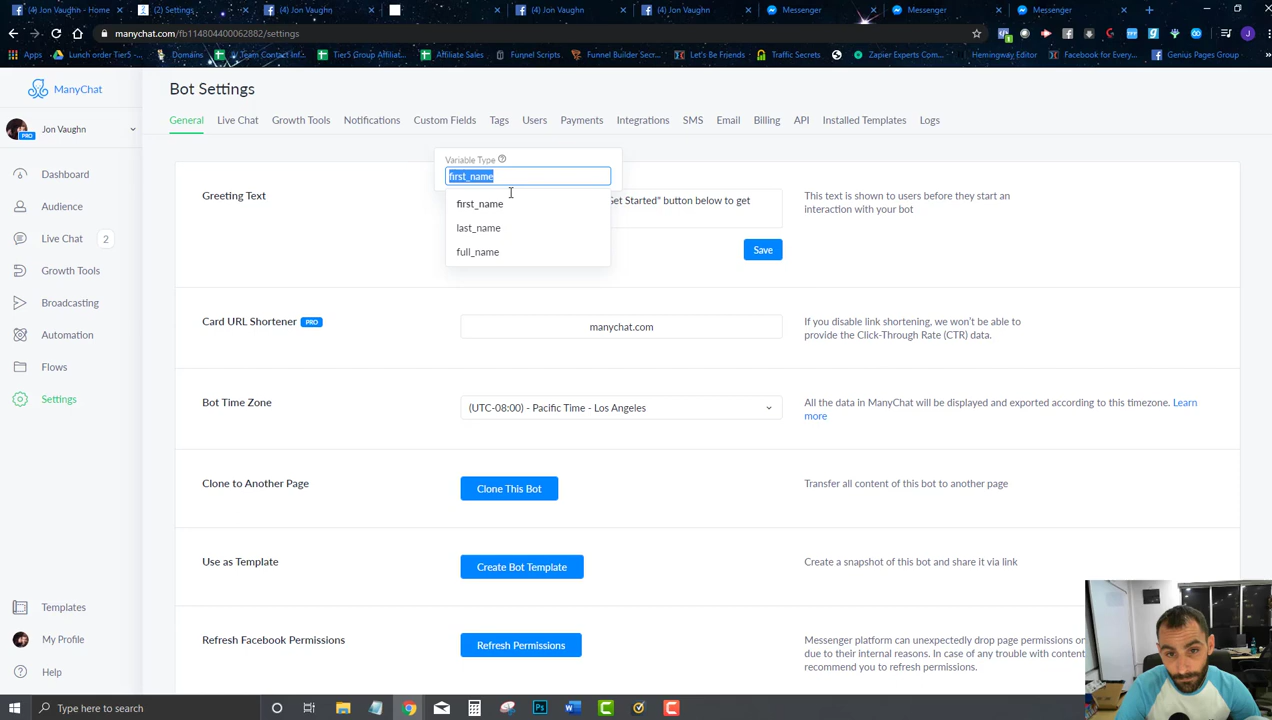 (4) Jon Vaughn - Home
(2) Settings
(4) Jon Vaughn
(4) Jon Vaughn
(4) Jon Vaughn
Messenger
Messenger
Messenger
manychat.com/fb114804400062882/settings
Apps
Lunch order Tier5 -...
Domains
IV Team Contact Inf...
Tier5 Group Affiliat...
Affiliate Sales
Funnel Scripts
Funnel Builder Secr...
Let's Be Friends
Traffic Secrets
Zapier Experts Com...
Hemingway Editor
Facebook for Every...
Genius Pages Group
ManyChat
Jon Vaughn
PRO
Dashboard
Audience
Live Chat 2
Growth Tools
Broadcasting
Automation
Flows
Settings
Templates
My Profile
Help
Bot Settings
General Live Chat Growth Tools Notifications Custom Fields Tags Users Payments Integrations SMS Email Billing API Installed Templates Logs
Variable Type
first_name
first_name
last_name
full_name
Greeting Text
Get Started" button below to get
Save
This text is shown to users before they start an
interaction with your bot
Card URL Shortener PRO
manychat.com
If you disable link shortening, we won't be able to
provide the Click-Through Rate (CTR) data.
Bot Time Zone
(UTC-08:00) - Pacific Time - Los Angeles
All the data in ManyChat will be displayed and exported according to this timezone. Learn
more
Clone to Another Page
Clone This Bot
Transfer all content of this bot to another page
Use as Template
Create Bot Template
Create a snapshot of this bot and share it via link
Refresh Facebook Permissions
Refresh Permissions
Messenger platform can unexpectedly drop page permissions on
due to their internal reasons. In case of any trouble with content
recommend you to refresh permissions.
Type here to search